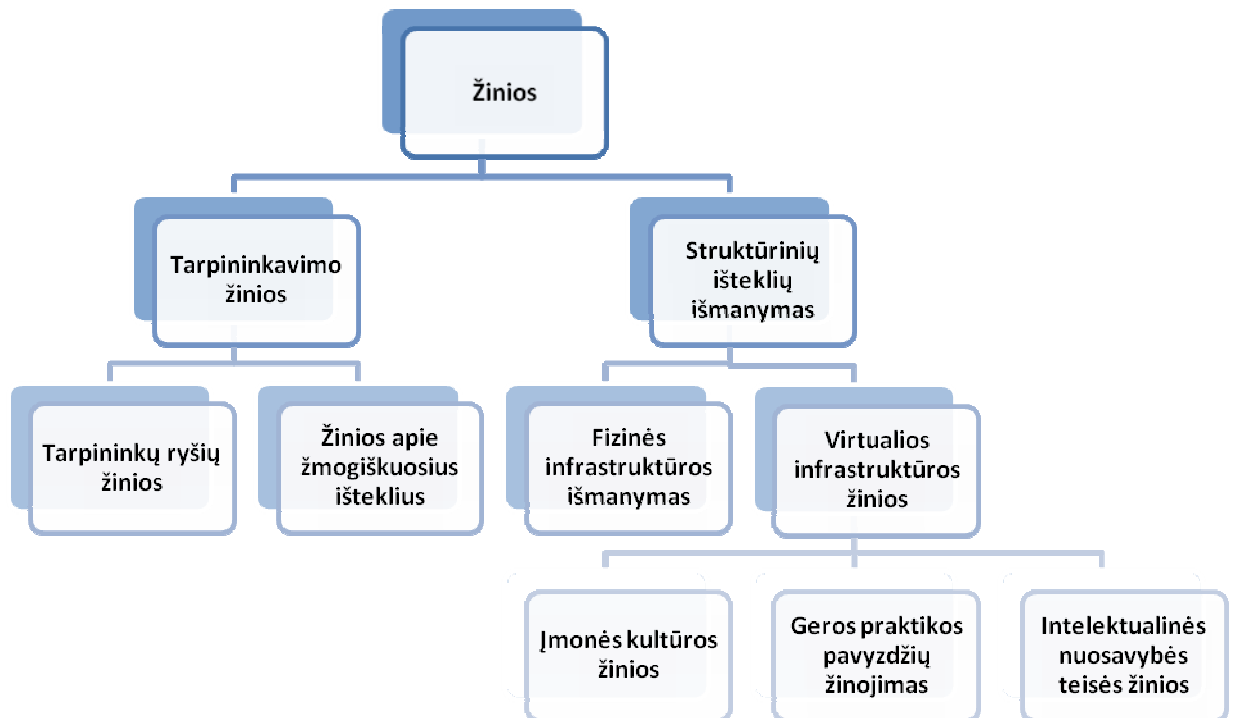 Žinios
Tarpininkavimo
žinios
Struktūrinių
išteklių
išmanymas
Tarpininkų ryšių
žinios
Žinios apie
žmogiškuosius
išteklius
Fizinės
infrastruktūros
išmanymas
Virtualios
infrastruktūros
žinios
Įmonės kultūros
žinios
Geros praktikos
pavyzdžių
žinojimas
Intelektualinės
nuosavybės
teisės žinios